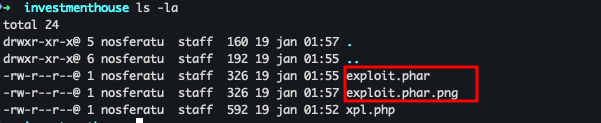 ➜ investmenthouse ls -la
total 24
drwxr-xr-x@ 5 nosferatu staff 160 19 jan 01:57 .
drwxr-xr-x@ 6 nosferatu staff 192 19 jan 01:55 ..
-rw-r--r--@ 1 nosferatu staff 326 19 jan 01:55 exploit.phar
-rw-r--r--@ 1 nosferatu staff 326 19 jan 01:57 exploit.phar.png
-rw-r--r--@ 1 nosferatu staff 592 19 jan 01:52 xpl.php